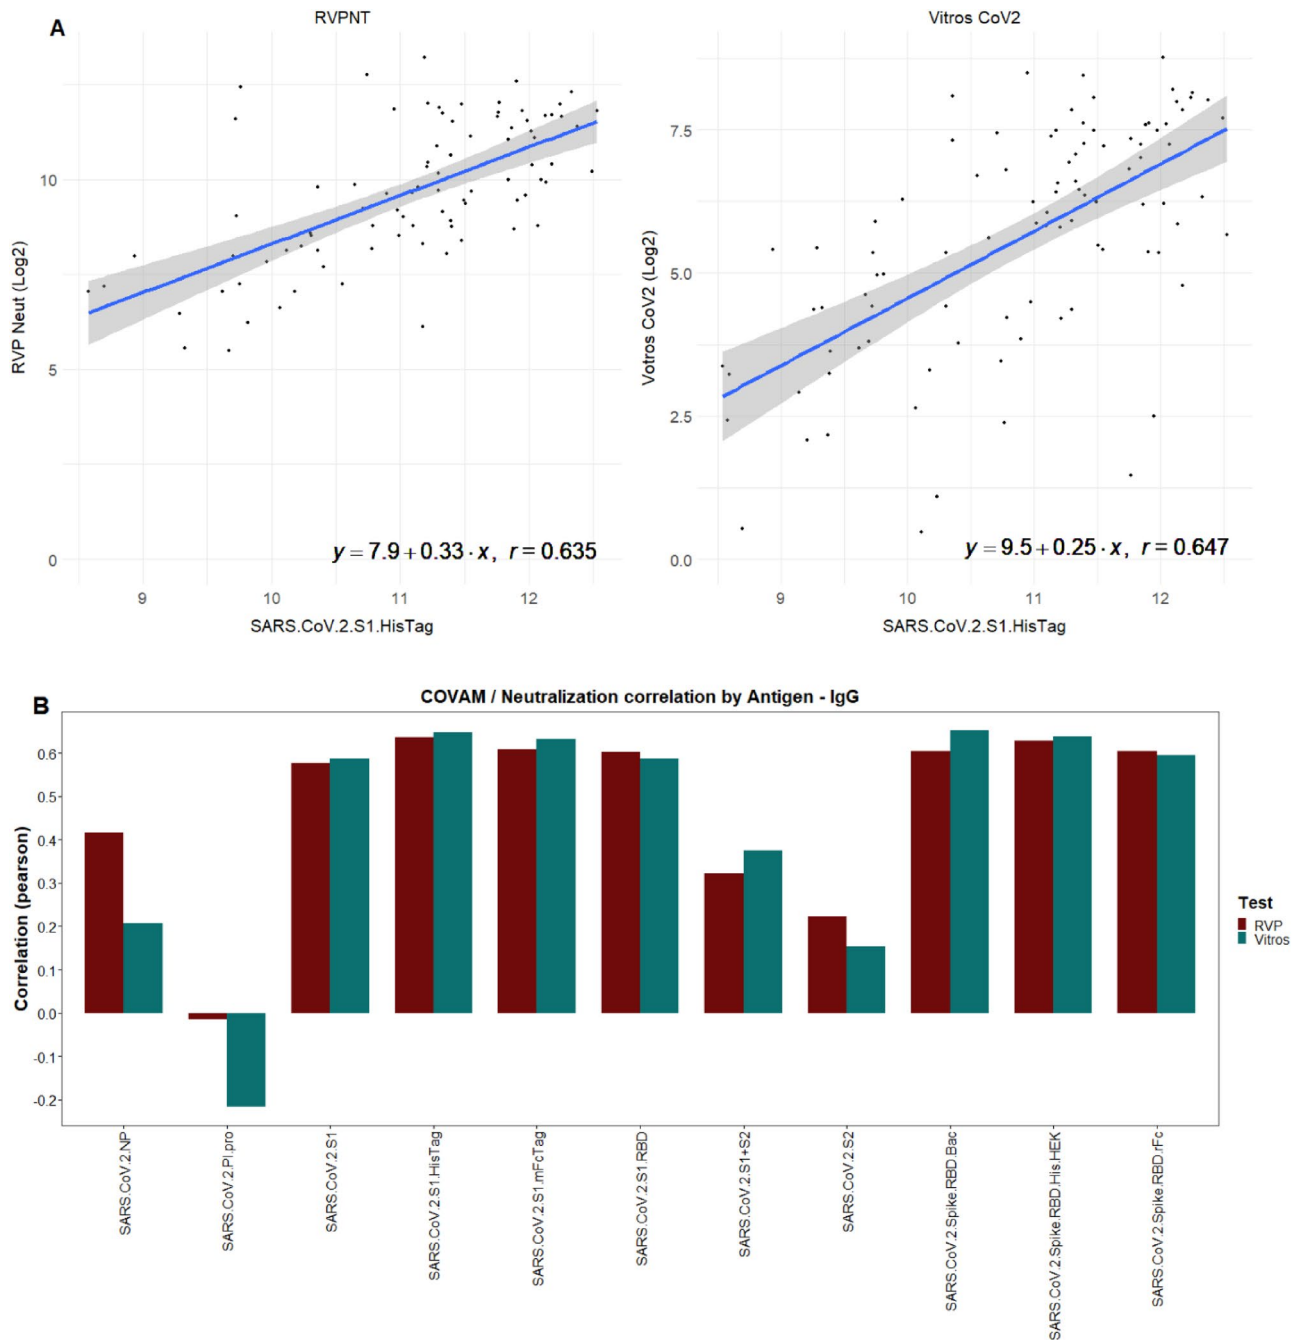 A
RVPNT
RVP Neut (Log2)
10
5
0
y = 7.9 + 0.33 · x, r = 0.635
9 10 11 12
SARS.CoV.2.S1.HisTag
Vitros CoV2
Votros CoV2 (Log2)
7.5
5.0
2.5
0.0
y = 9.5 + 0.25 · x, r = 0.647
9 10 11 12
SARS.CoV.2.S1.HisTag
B
COVAM / Neutralization correlation by Antigen - IgG
Correlation (pearson)
0.6
0.5
0.4
0.3
0.2
0.1
0.0
-0.1
-0.2
SARS.CoV.2.NP
SARS.CoV.2.Pl.pro
SARS.CoV.2.S1
SARS.CoV.2.S1.HisTag
SARS.CoV.2.S1.mFcTag
SARS.CoV.2.S1.RBD
SARS.CoV.2.S1+S2
SARS.CoV.2.S2
SARS.CoV.2.Spike.RBD.Bac
SARS.CoV.2.Spike.RBD.His.HEK
SARS.CoV.2.Spike.RBD.rFc
Test
RVP
Vitros